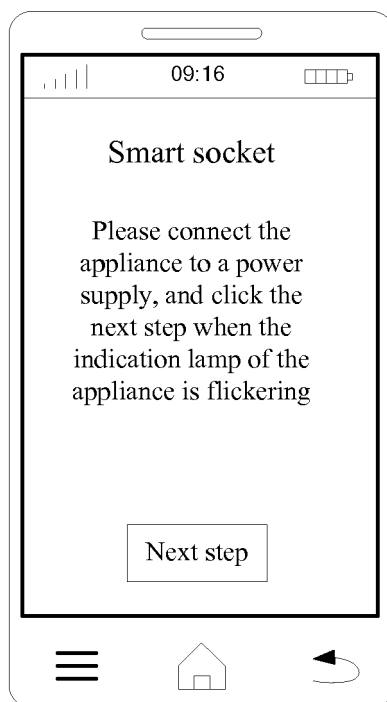 09:16
Smart socket
Please connect the
appliance to a power
supply, and click the
next step when the
indication lamp of the
appliance is flickering
Next step